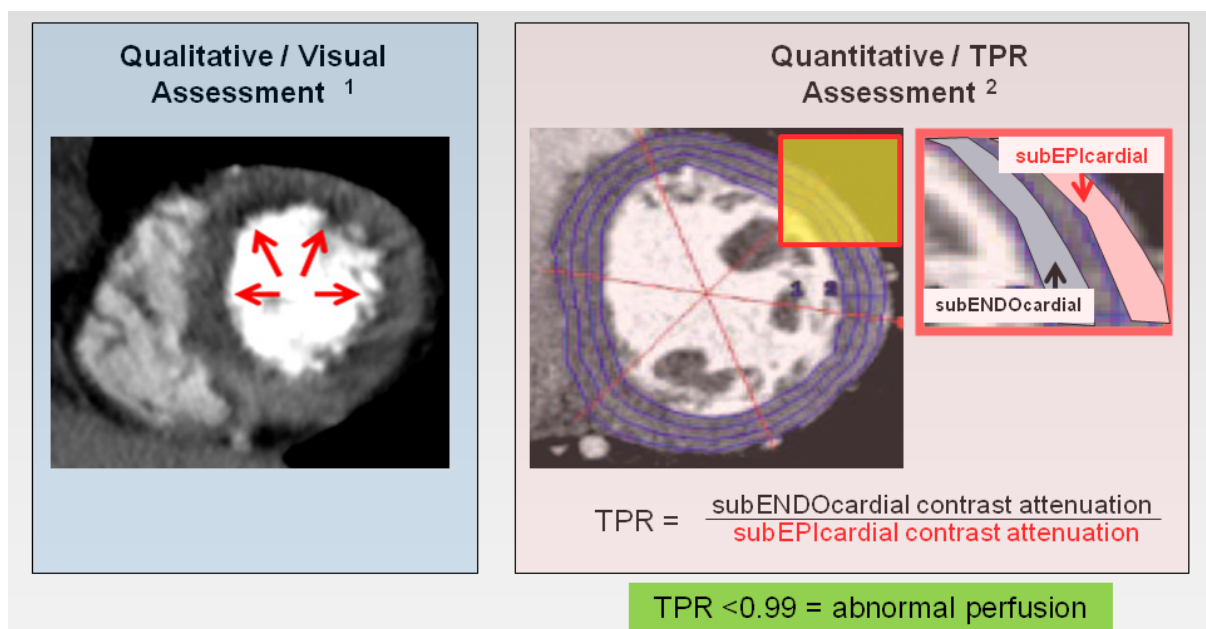 Qualitative / Visual
Assessment 1
Quantitative / TPR
Assessment 2
1 2
subEPIcardial
subENDOcardial
TPR = subENDOcardial contrast attenuation
subEPIcardial contrast attenuation
TPR <0.99 = abnormal perfusion